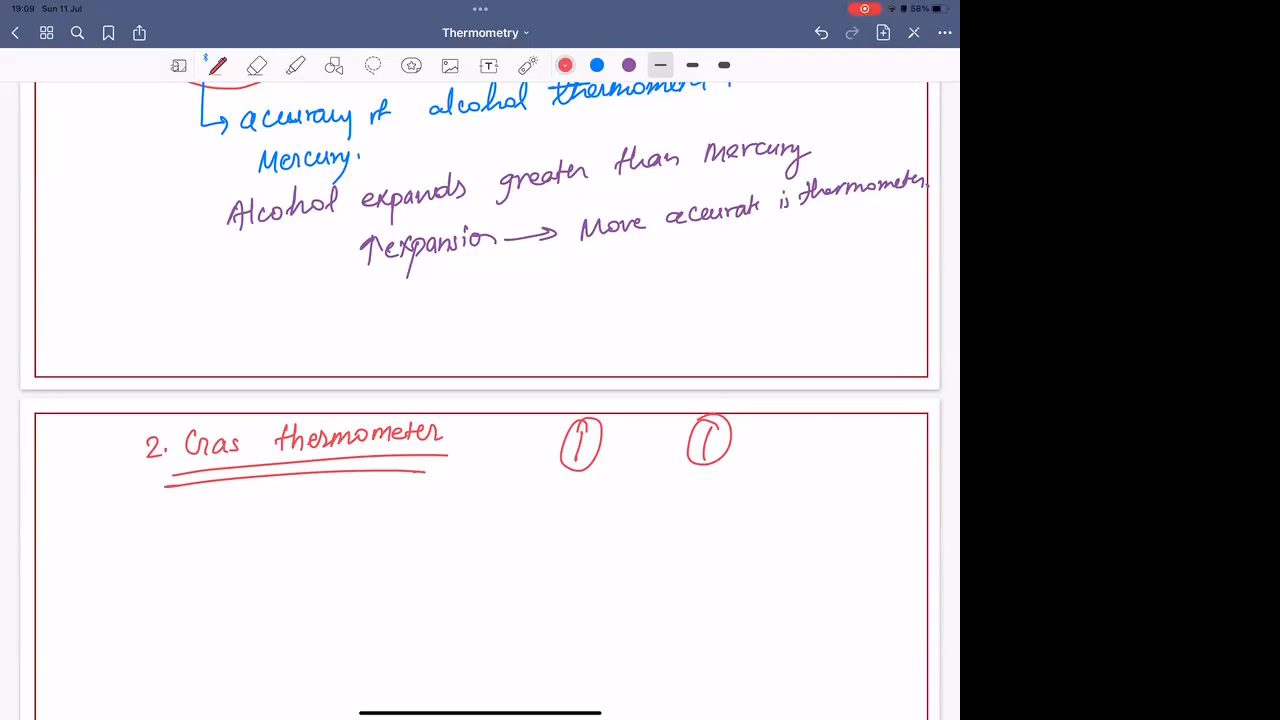 19:09 Sun 11 Jul
58%
Thermometry
accuracy of alcohol thermomet
Mercury.
Alcohol expands greater than Mercury
↑expansion → More accurate is thermometer.
2. Gas thermometer ↑ ↑